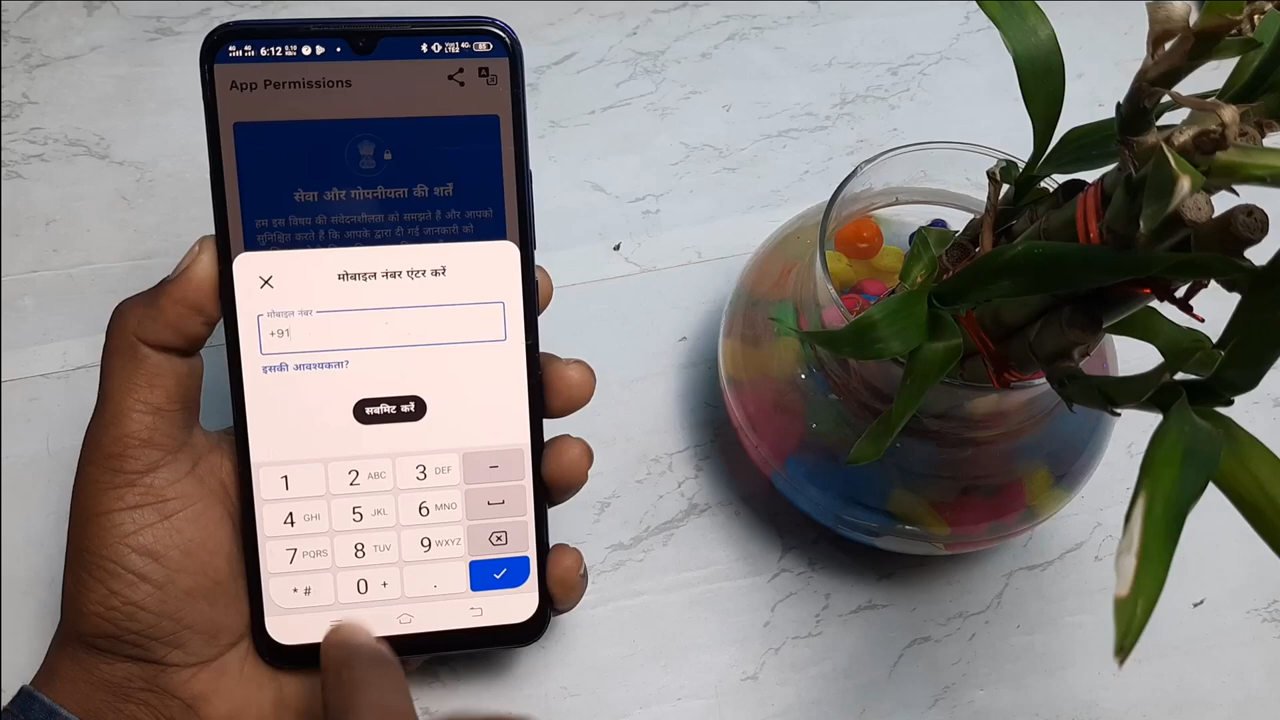 6:12
App Permissions
सेवा और गोपनीयता की शर्तें
हम इस विषय की संवेदनशीलता को समझते हैं और आपको
सुनिश्चित करते हैं कि आपके द्वारा दी गई जानकारी को
मोबाइल नंबर एंटर करें
मोबाइल नंबर
+91
इसकी आवश्यकता?
सबमिट करें
1 2 ABC 3 DEF −
4 GHI 5 JKL 6 MNO
7 PQRS 8 TUV 9 WXYZ
* # 0 + .